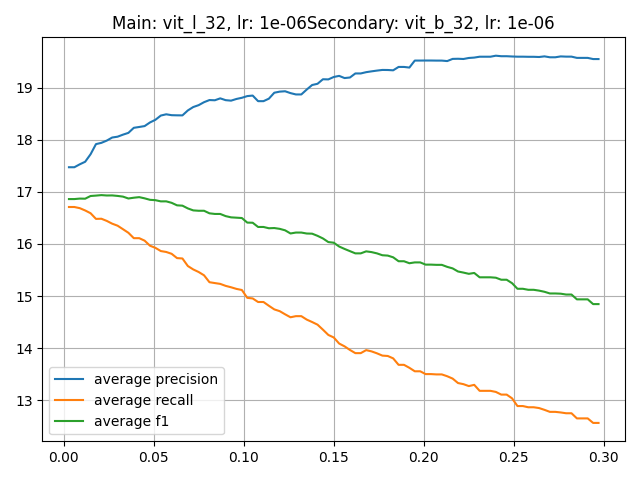 Main: vit_l_32, lr: 1e-06Secondary: vit_b_32, lr: 1e-06
19
18
17
16
15
14
13
average precision
average recall
average f1
0.00 0.05 0.10 0.15 0.20 0.25 0.30